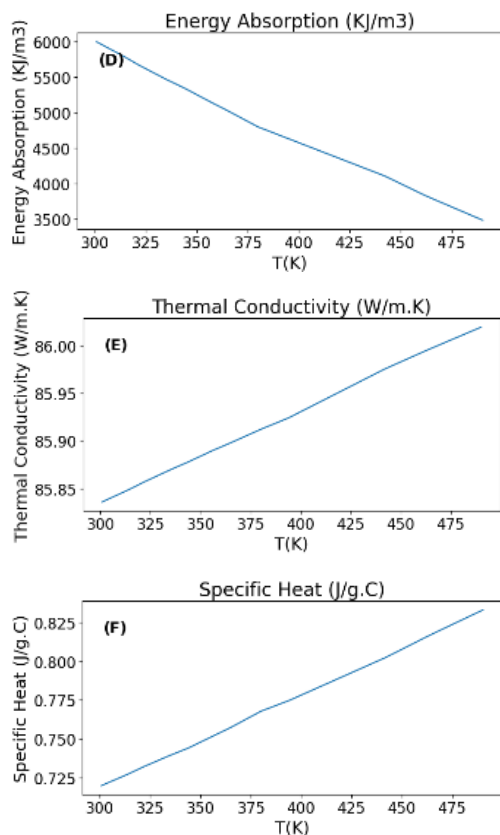 Energy Absorption (KJ/m3)
(D)
Energy Absorption (KJ/m3)
6000
5500
5000
4500
4000
3500
300 325 350 375 400 425 450 475
T(K)
Thermal Conductivity (W/m.K)
(E)
Thermal Conductivity (W/m.K)
86.00
85.95
85.90
85.85
300 325 350 375 400 425 450 475
T(K)
Specific Heat (J/g.C)
(F)
Specific Heat (J/g.C)
0.825
0.800
0.775
0.750
0.725
300 325 350 375 400 425 450 475
T(K)